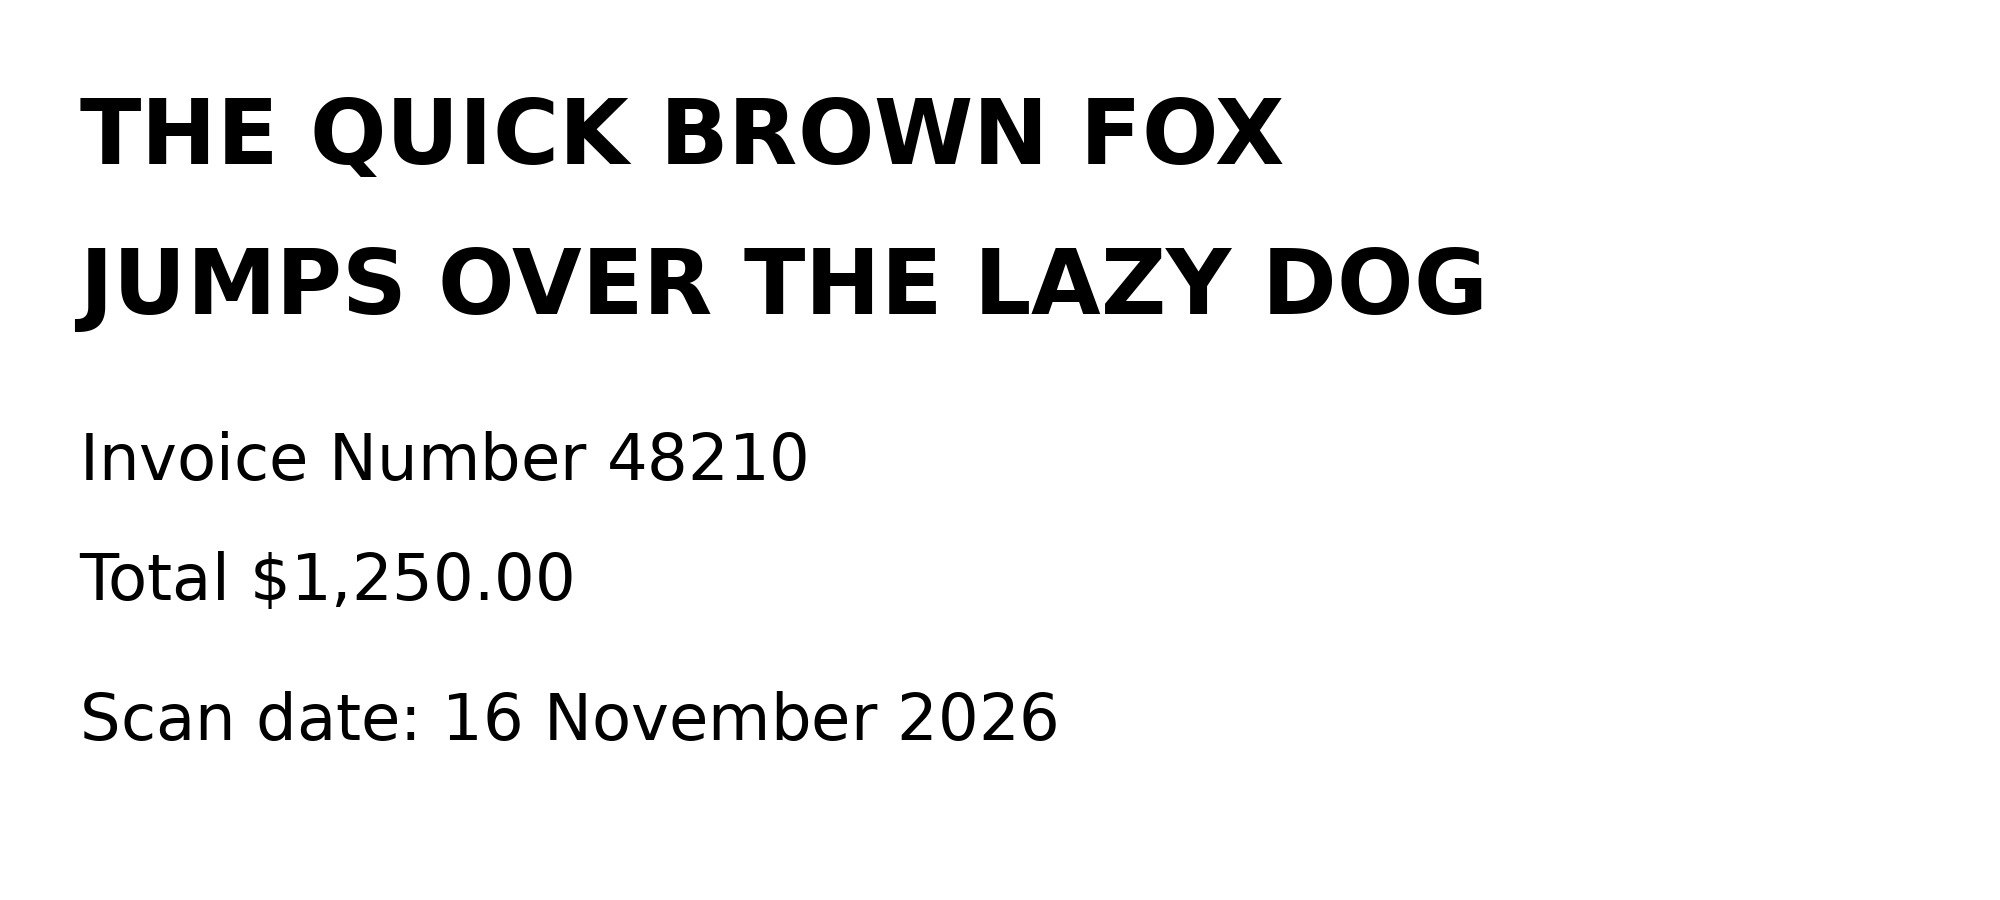 THE QUICK BROWN FOX
JUMPS OVER THE LAZY DOG
Invoice Number 48210
Total $1,250.00
Scan date: 16 November 2026